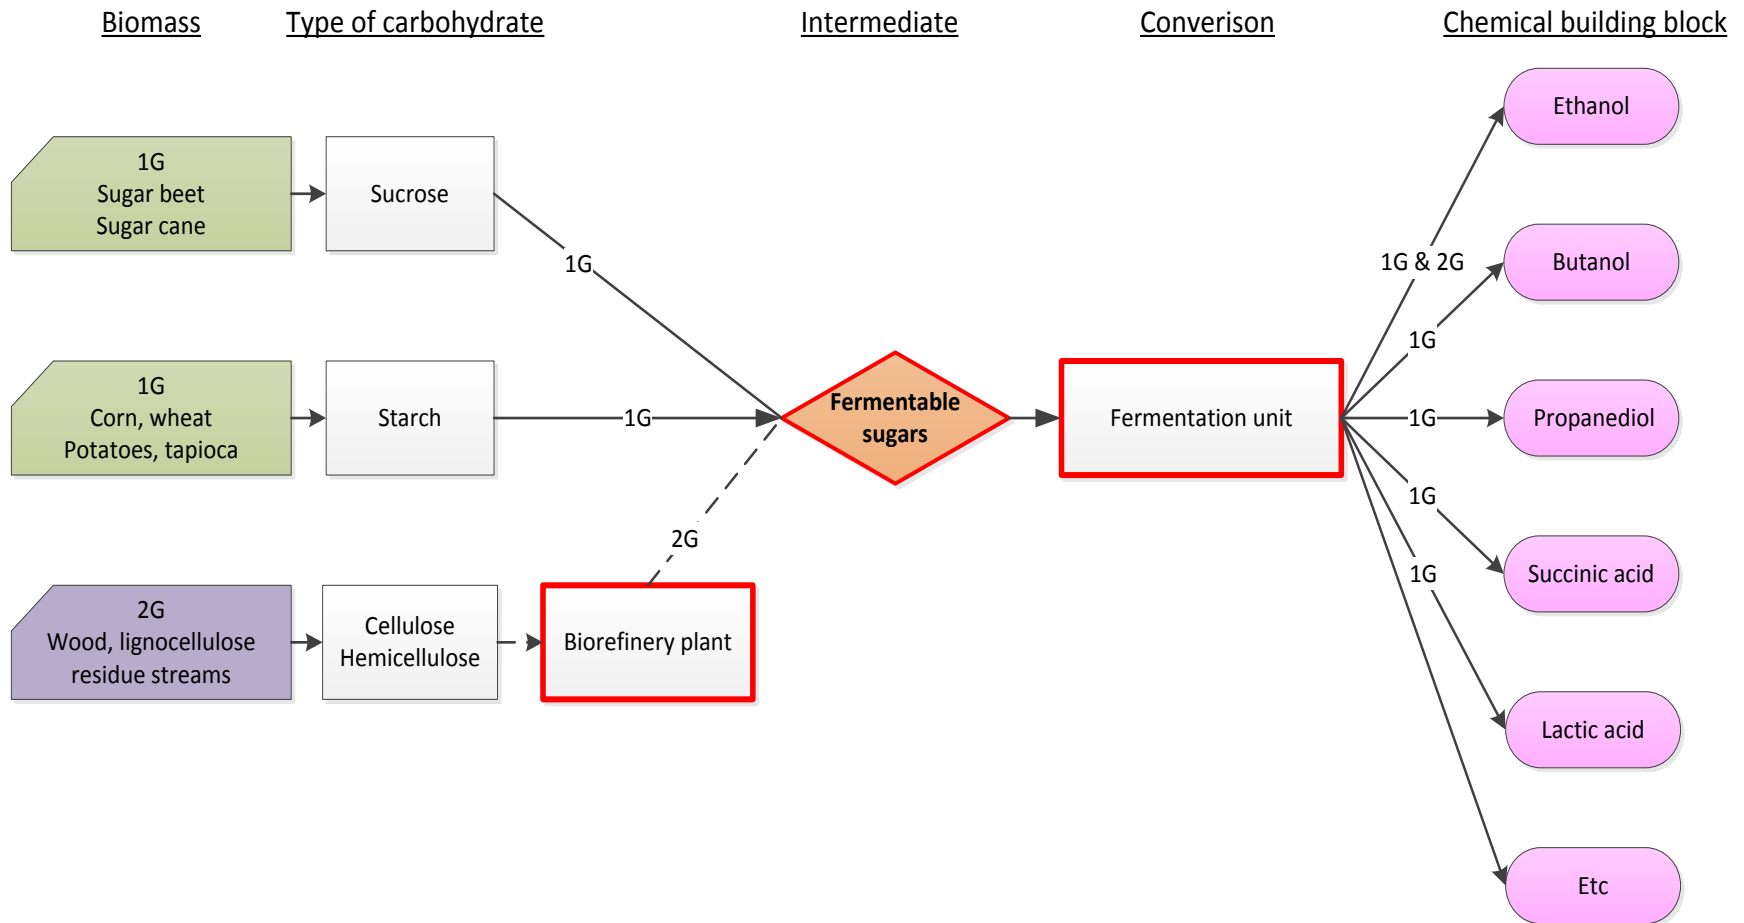 Biomass
Type of carbohydrate
Intermediate
Converison
Chemical building block
1G
Sugar beet
Sugar cane
Sucrose
1G
1G
Corn, wheat
Potatoes, tapioca
Starch
1G
2G
Wood, lignocellulose
residue streams
Cellulose
Hemicellulose
Biorefinery plant
2G
Fermentable
sugars
Fermentation unit
1G & 2G
1G
1G
1G
1G
Ethanol
Butanol
Propanediol
Succinic acid
Lactic acid
Etc